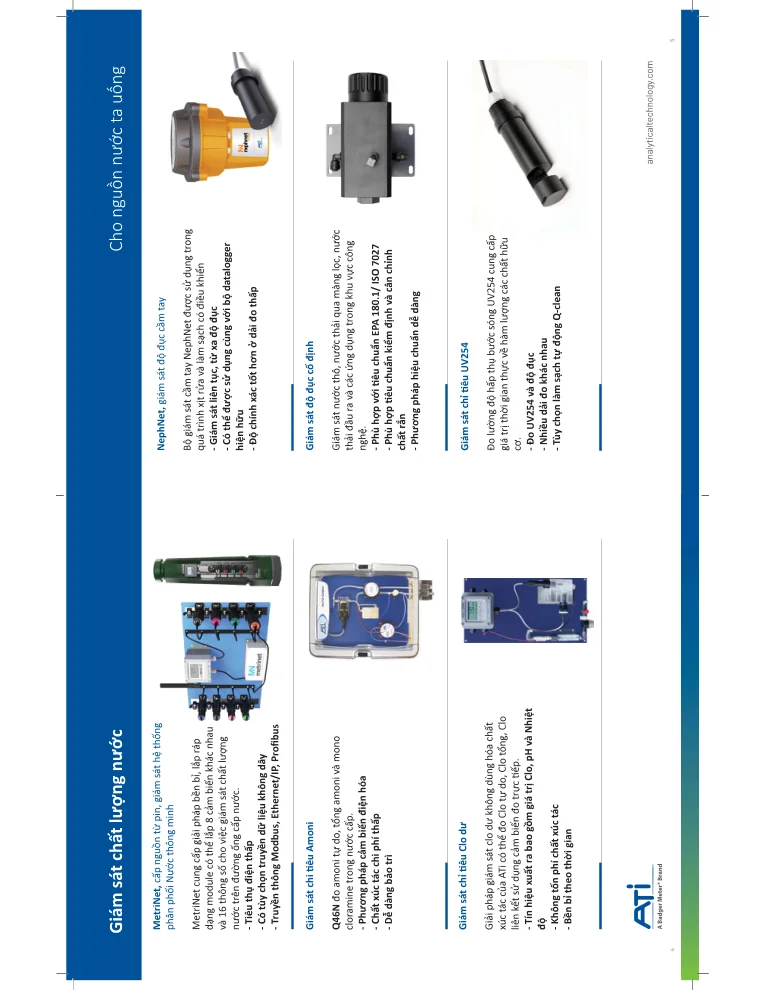 Giám sát chất lượng nước
MetriNet, cấp nguồn từ pin, giám sát hệ thống
phân phối Nước thông minh
MetriNet cung cấp giải pháp bền bỉ, lắp ráp
dạng module có thể lắp 8 cảm biến khác nhau
và 16 thông số cho việc giám sát chất lượng
nước trên đường ống cấp nước.
- Tiêu thụ điện thấp
- Có tùy chọn truyền dữ liệu không dây
- Truyền thông Modbus, Ethernet/IP, Profibus
MN
metrinet
Giám sát chỉ tiêu Amoni
Q46N đo amoni tự do, tổng amoni và mono
cloramine trong nước cấp.
- Phương pháp cảm biến điện hóa
- Chất xúc tác chi phí thấp
- Dễ dàng bảo trì
ATi
Giám sát chỉ tiêu Clo dư
Giải pháp giám sát clo dư không dùng hóa chất
xúc tác của ATi có thể đo Clo tự do, Clo tổng, Clo
liên kết sử dụng cảm biến đo trực tiếp.
- Tín hiệu xuất ra bao gồm giá trị Clo, pH và Nhiệt
độ
- Không tốn phí chất xúc tác
- Bền bỉ theo thời gian
ATi
A Badger Meter® Brand
4
Cho nguồn nước ta uống
NephNet, giám sát độ đục cầm tay
Bộ giám sát cầm tay NephNet được sử dụng trong
quá trình xịt rửa và làm sạch có điều khiển
- Giám sát liên tục, từ xa độ đục
- Có thể được sử dụng cùng với bộ datalogger
hiện hữu
- Độ chính xác tốt hơn ở dải đo thấp
N
nephnet
ATi
Giám sát độ đục cố định
Giám sát nước thô, nước thải qua màng lọc, nước
thải đầu ra và các ứng dụng trong khu vực công
nghệ.
- Phù hợp với tiêu chuẩn EPA 180.1/ ISO 7027
- Phù hợp tiêu chuẩn kiểm định và cân chỉnh
chất rắn
- Phương pháp hiệu chuẩn dễ dàng
Giám sát chỉ tiêu UV254
Đo lường độ hấp thụ bước sóng UV254 cung cấp
giá trị thời gian thực về hàm lượng các chất hữu
cơ.
- Đo UV254 và độ đục
- Nhiều dải đo khác nhau
- Tùy chọn làm sạch tự động Q-clean
analyticaltechnology.com
5